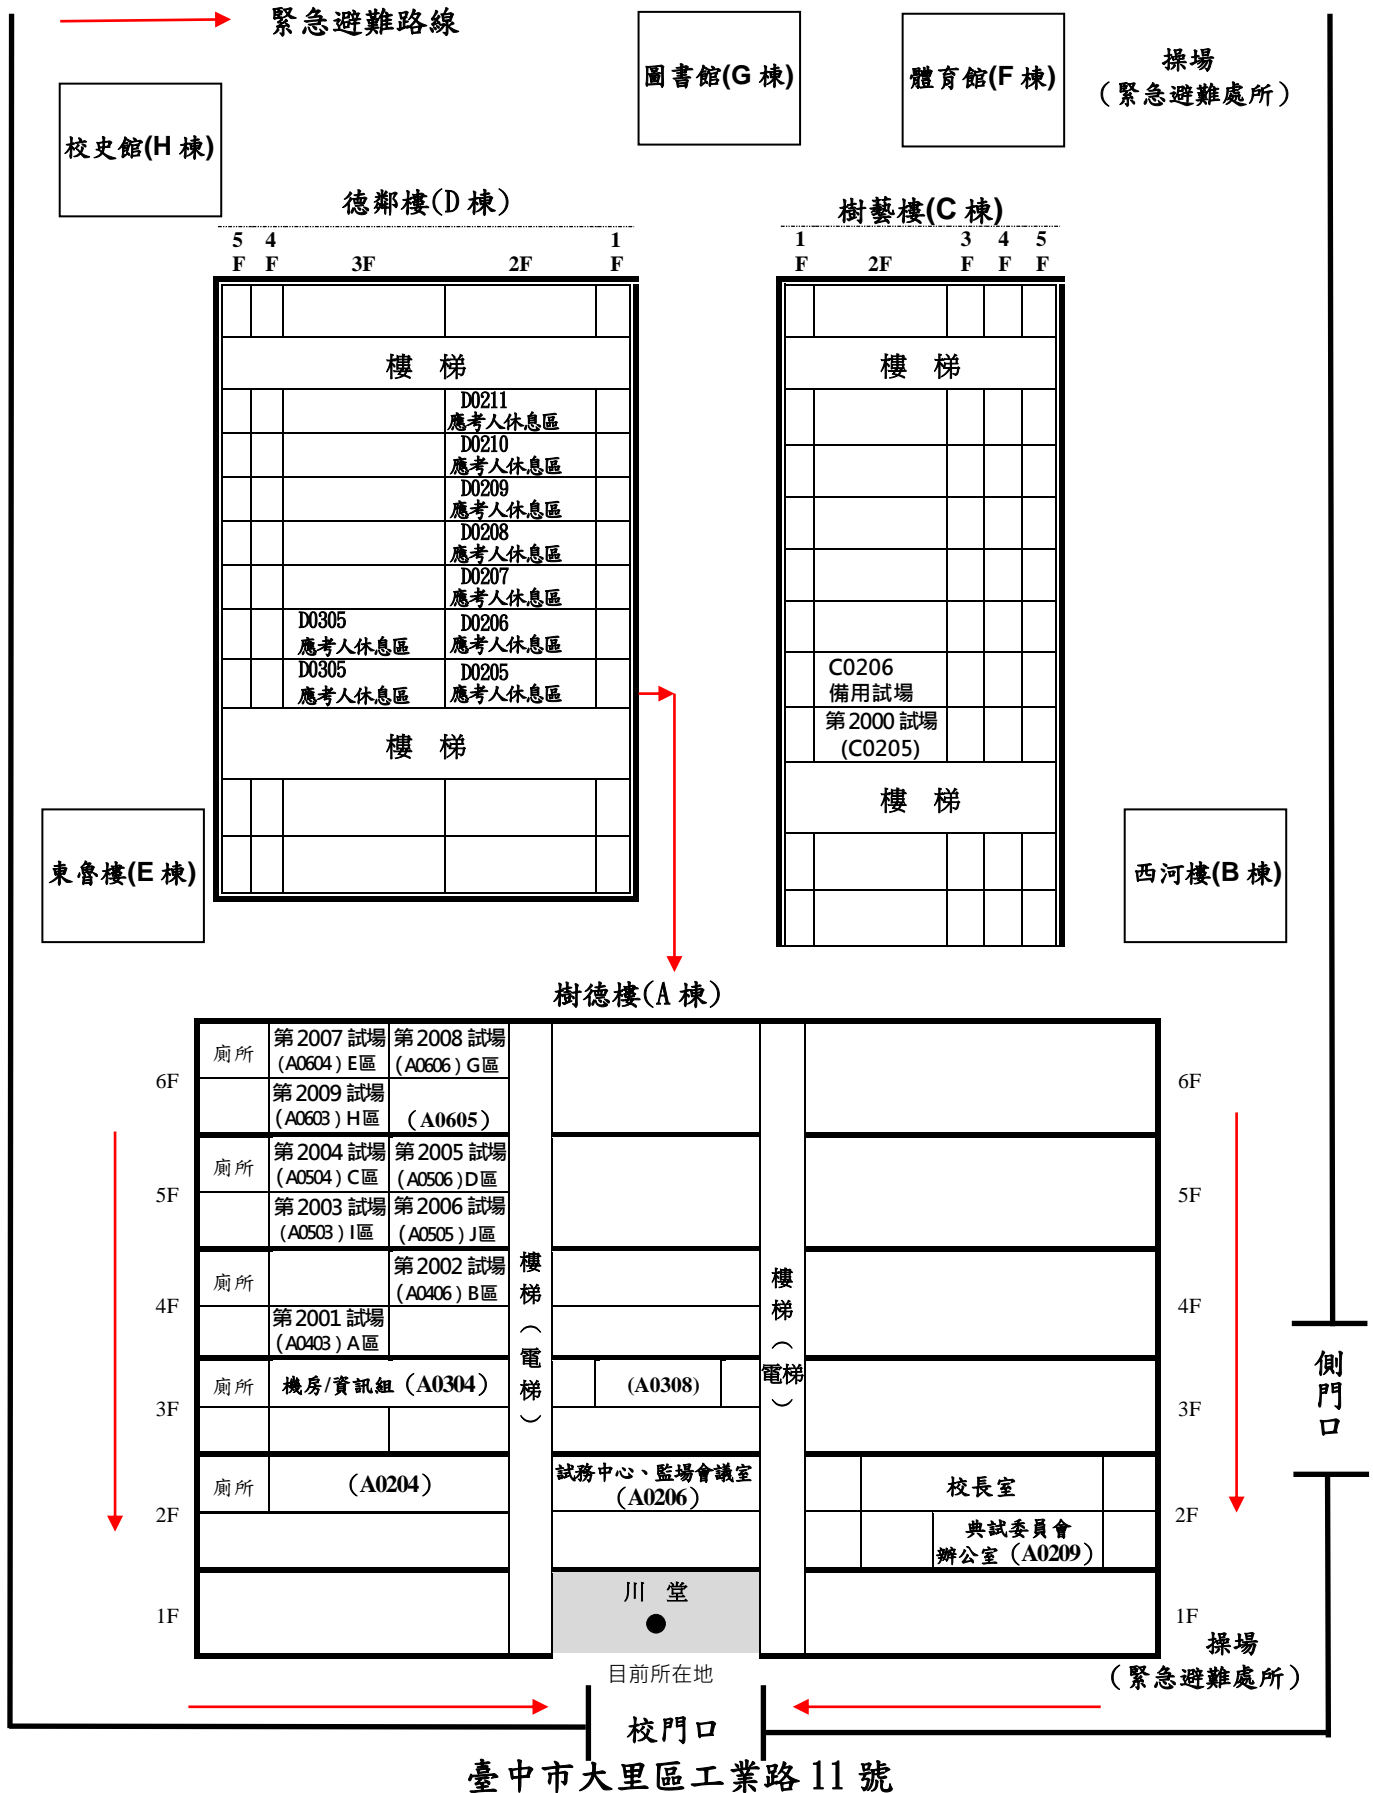 緊急避難路線
圖書館(G 棟)
體育館(F 棟)
操場
（緊急避難處所）
校史館(H 棟)
德鄰樓(D 棟)
樹藝樓(C 棟)
5 4 1
F F 3F 2F F
1 3 4 5
F 2F F F F
樓 梯
樓 梯
D0211
應考人休息區
D0210
應考人休息區
D0209
應考人休息區
D0208
應考人休息區
D0207
應考人休息區
D0305
應考人休息區
D0206
應考人休息區
D0305
應考人休息區
D0205
應考人休息區
樓 梯
C0206
備用試場
第2000 試場
(C0205)
樓 梯
東魯樓(E 棟)
西河樓(B 棟)
樹德樓(A 棟)
6F
廁所
第2007 試場
(A0604) E區
第2008 試場
(A0606) G區
第2009 試場
(A0603) H區
（A0605）
6F
5F
廁所
第2004 試場
(A0504) C區
第2005 試場
(A0506)D區
第2003 試場
(A0503) I區
第2006 試場
(A0505) J區
5F
4F
廁所
第2002 試場
(A0406) B區
第2001 試場
(A0403) A區
4F
樓梯（電梯）
樓梯（電梯）
3F
廁所
機房/資訊組（A0304）
(A0308)
3F
側門口
2F
廁所
（A0204）
試務中心、監場會議室
（A0206）
校長室
典試委員會
辦公室（A0209）
2F
1F
川 堂
1F
目前所在地
操場
（緊急避難處所）
校門口
臺中市大里區工業路 11 號